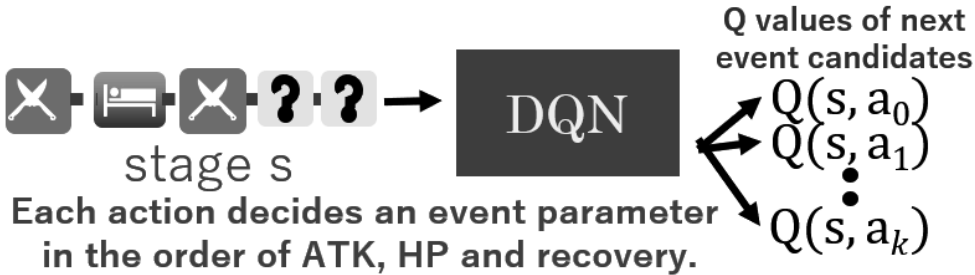 Q values of next
event candidates
? ?
DQN
Q(s, a₀)
Q(s, a₁)
Q(s, aₖ)
stage s
Each action decides an event parameter
in the order of ATK, HP and recovery.